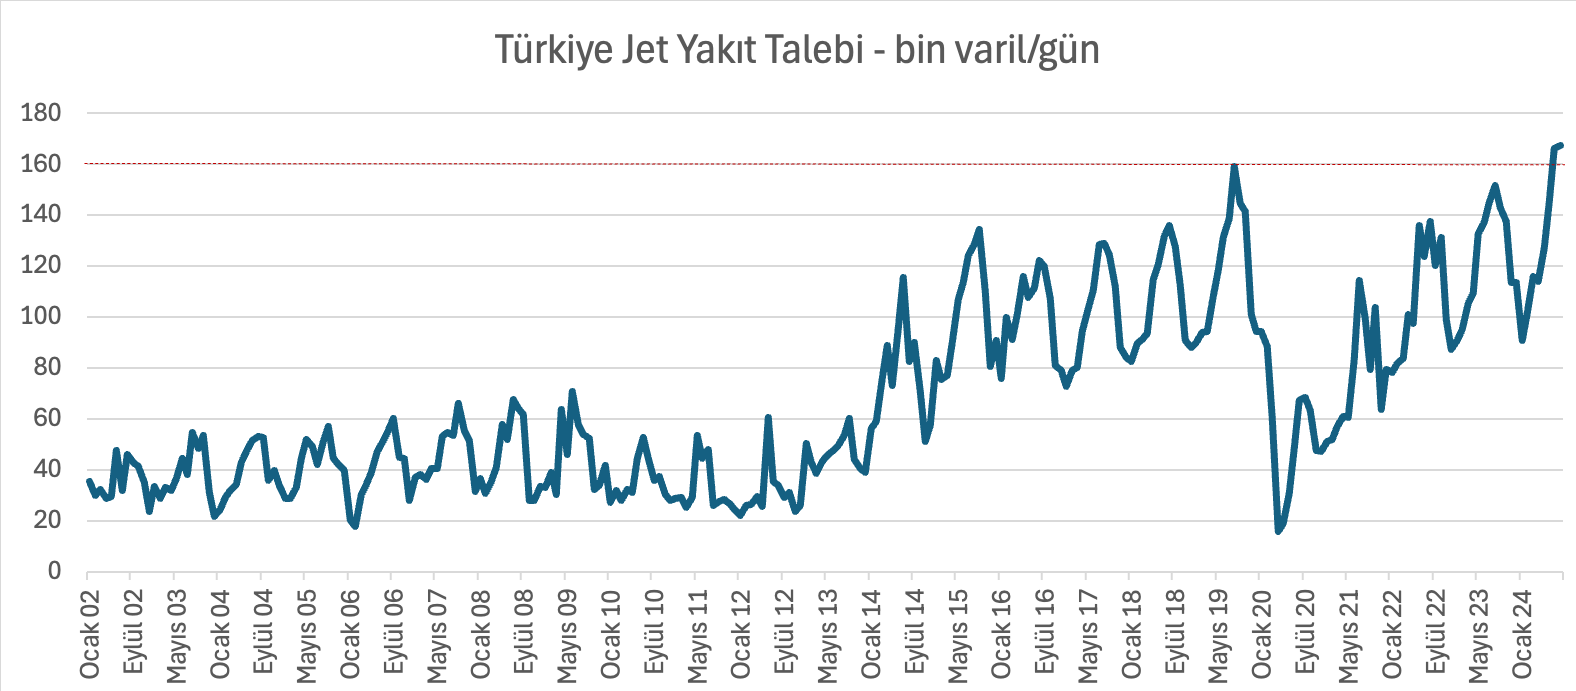 Türkiye Jet Yakıt Talebi - bin varil/gün
180
160
140
120
100
80
60
40
20
0
Ocak 02
Eylül 02
Mayıs 03
Ocak 04
Eylül 04
Mayıs 05
Ocak 06
Eylül 06
Mayıs 07
Ocak 08
Eylül 08
Mayıs 09
Ocak 10
Eylül 10
Mayıs 11
Ocak 12
Eylül 12
Mayıs 13
Ocak 14
Eylül 14
Mayıs 15
Ocak 16
Eylül 16
Mayıs 17
Ocak 18
Eylül 18
Mayıs 19
Ocak 20
Eylül 20
Mayıs 21
Ocak 22
Eylül 22
Mayıs 23
Ocak 24